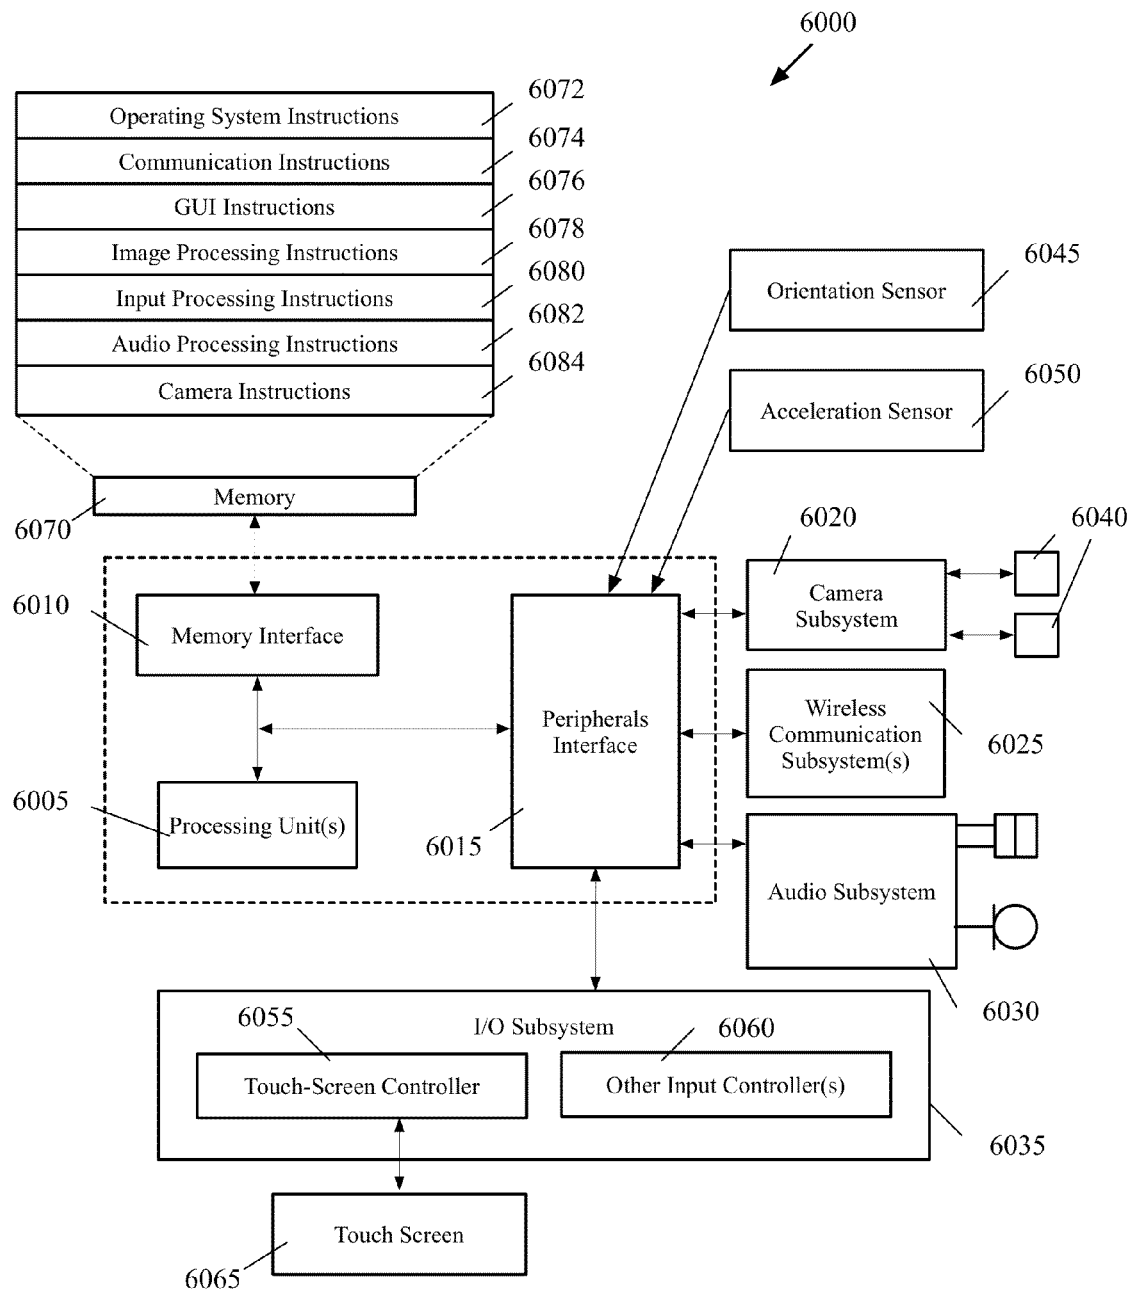 6000
6072
Operating System Instructions
6074
Communication Instructions
6076
GUI Instructions
6078
Image Processing Instructions
6080
Input Processing Instructions
6082
Audio Processing Instructions
6084
Camera Instructions
6045
Orientation Sensor
6050
Acceleration Sensor
Memory
6070
6020
6040
Camera
Subsystem
6010
Memory Interface
Peripherals
Interface
Wireless
Communication
Subsystem(s)
6025
6005
Processing Unit(s)
6015
Audio Subsystem
6030
6055
I/O Subsystem
6060
Touch-Screen Controller
Other Input Controller(s)
6035
Touch Screen
6065